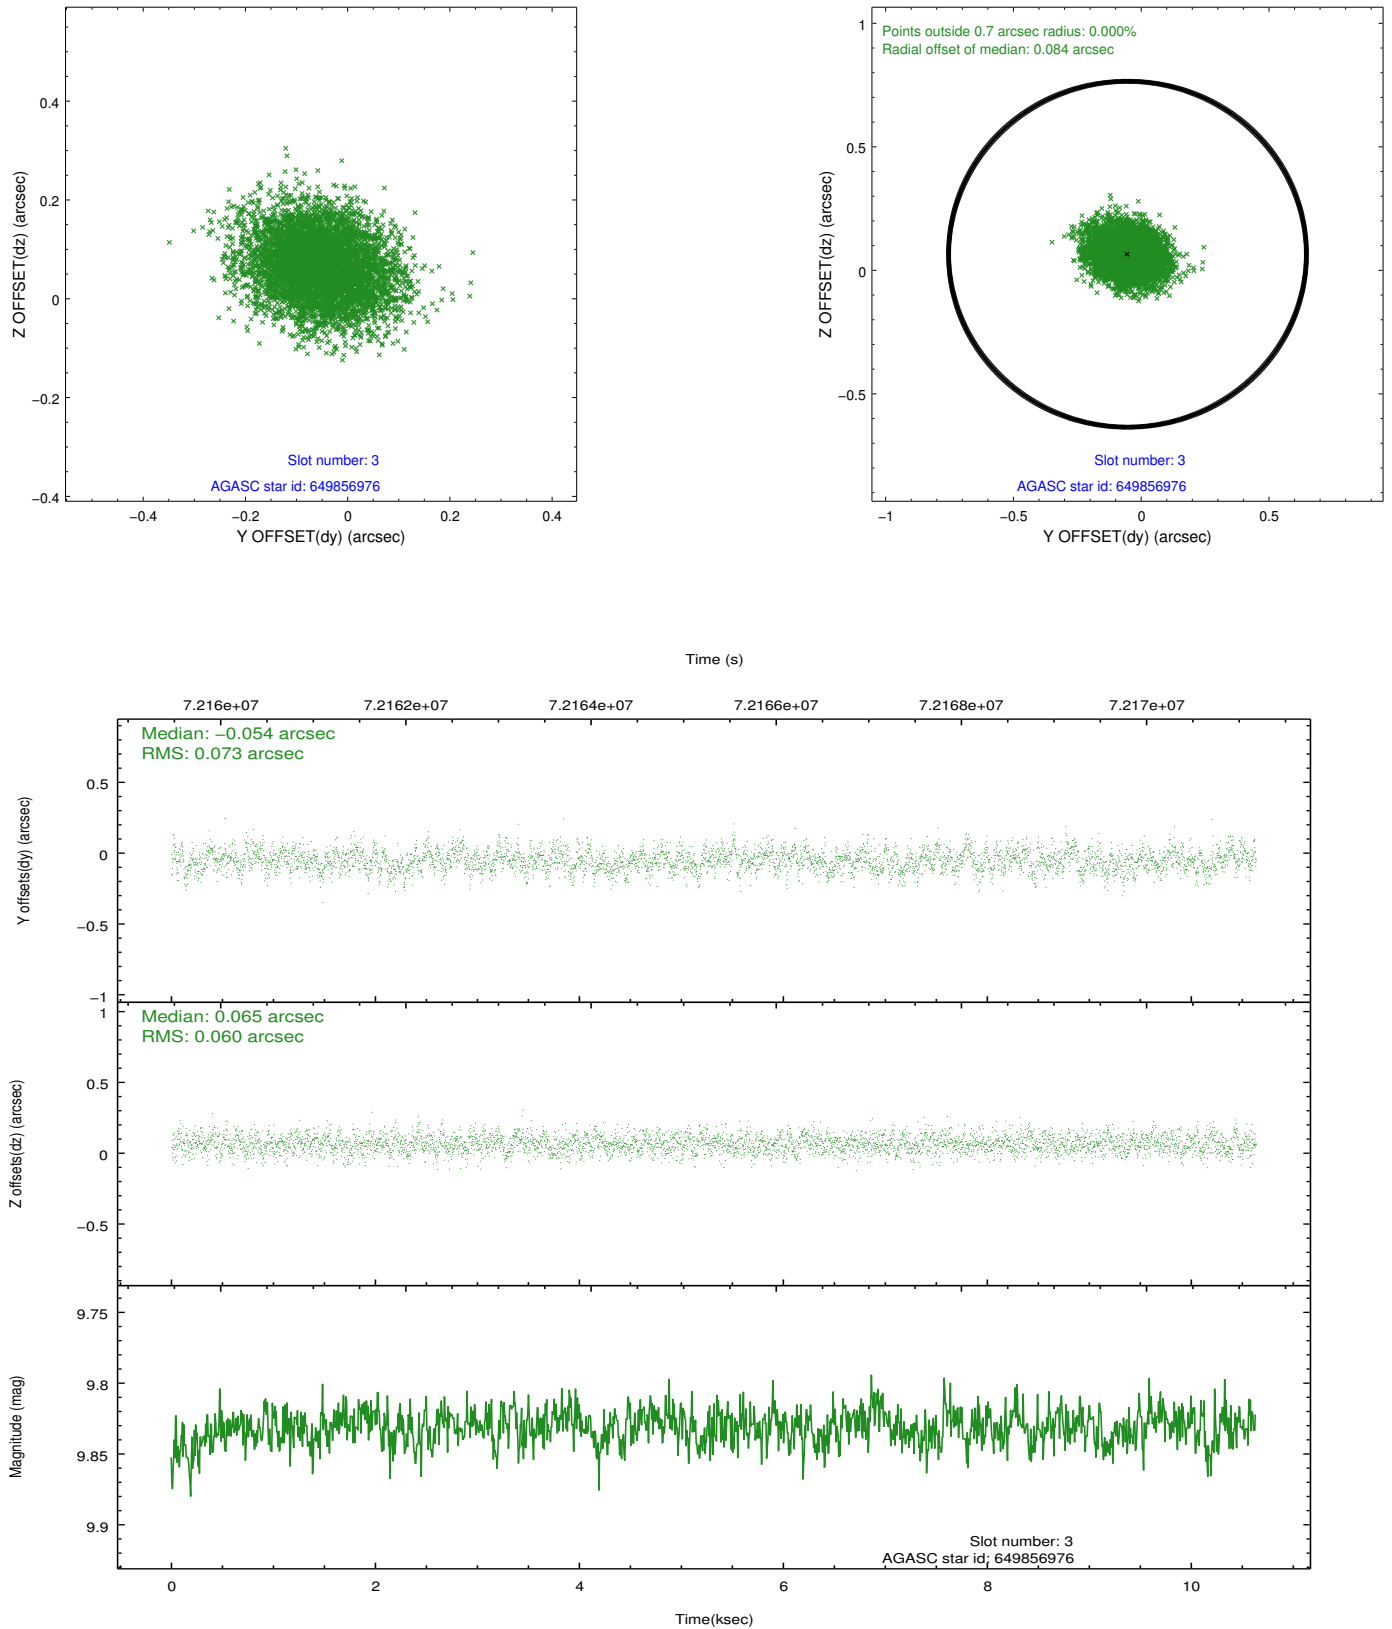 0.4
0.2
0
−0.2
−0.4
Z OFFSET(dz) (arcsec)
Slot number: 3
AGASC star id: 649856976
−0.4
−0.2
0
0.2
0.4
Y OFFSET(dy) (arcsec)
Points outside 0.7 arcsec radius: 0.000%
Radial offset of median: 0.084 arcsec
1
0.5
0
−0.5
Z OFFSET(dz) (arcsec)
Slot number: 3
AGASC star id: 649856976
−1
−0.5
0
0.5
Y OFFSET(dy) (arcsec)
Time (s)
7.216e+07
7.2162e+07
7.2164e+07
7.2166e+07
7.2168e+07
7.217e+07
Median: −0.054 arcsec
RMS: 0.073 arcsec
0.5
0
−0.5
−1
Y offsets(dy) (arcsec)
Median: 0.065 arcsec
RMS: 0.060 arcsec
1
0.5
0
−0.5
Z offsets(dz) (arcsec)
9.75
9.8
9.85
9.9
Magnitude (mag)
Slot number: 3
AGASC star id: 649856976
0
2
4
6
8
10
Time(ksec)